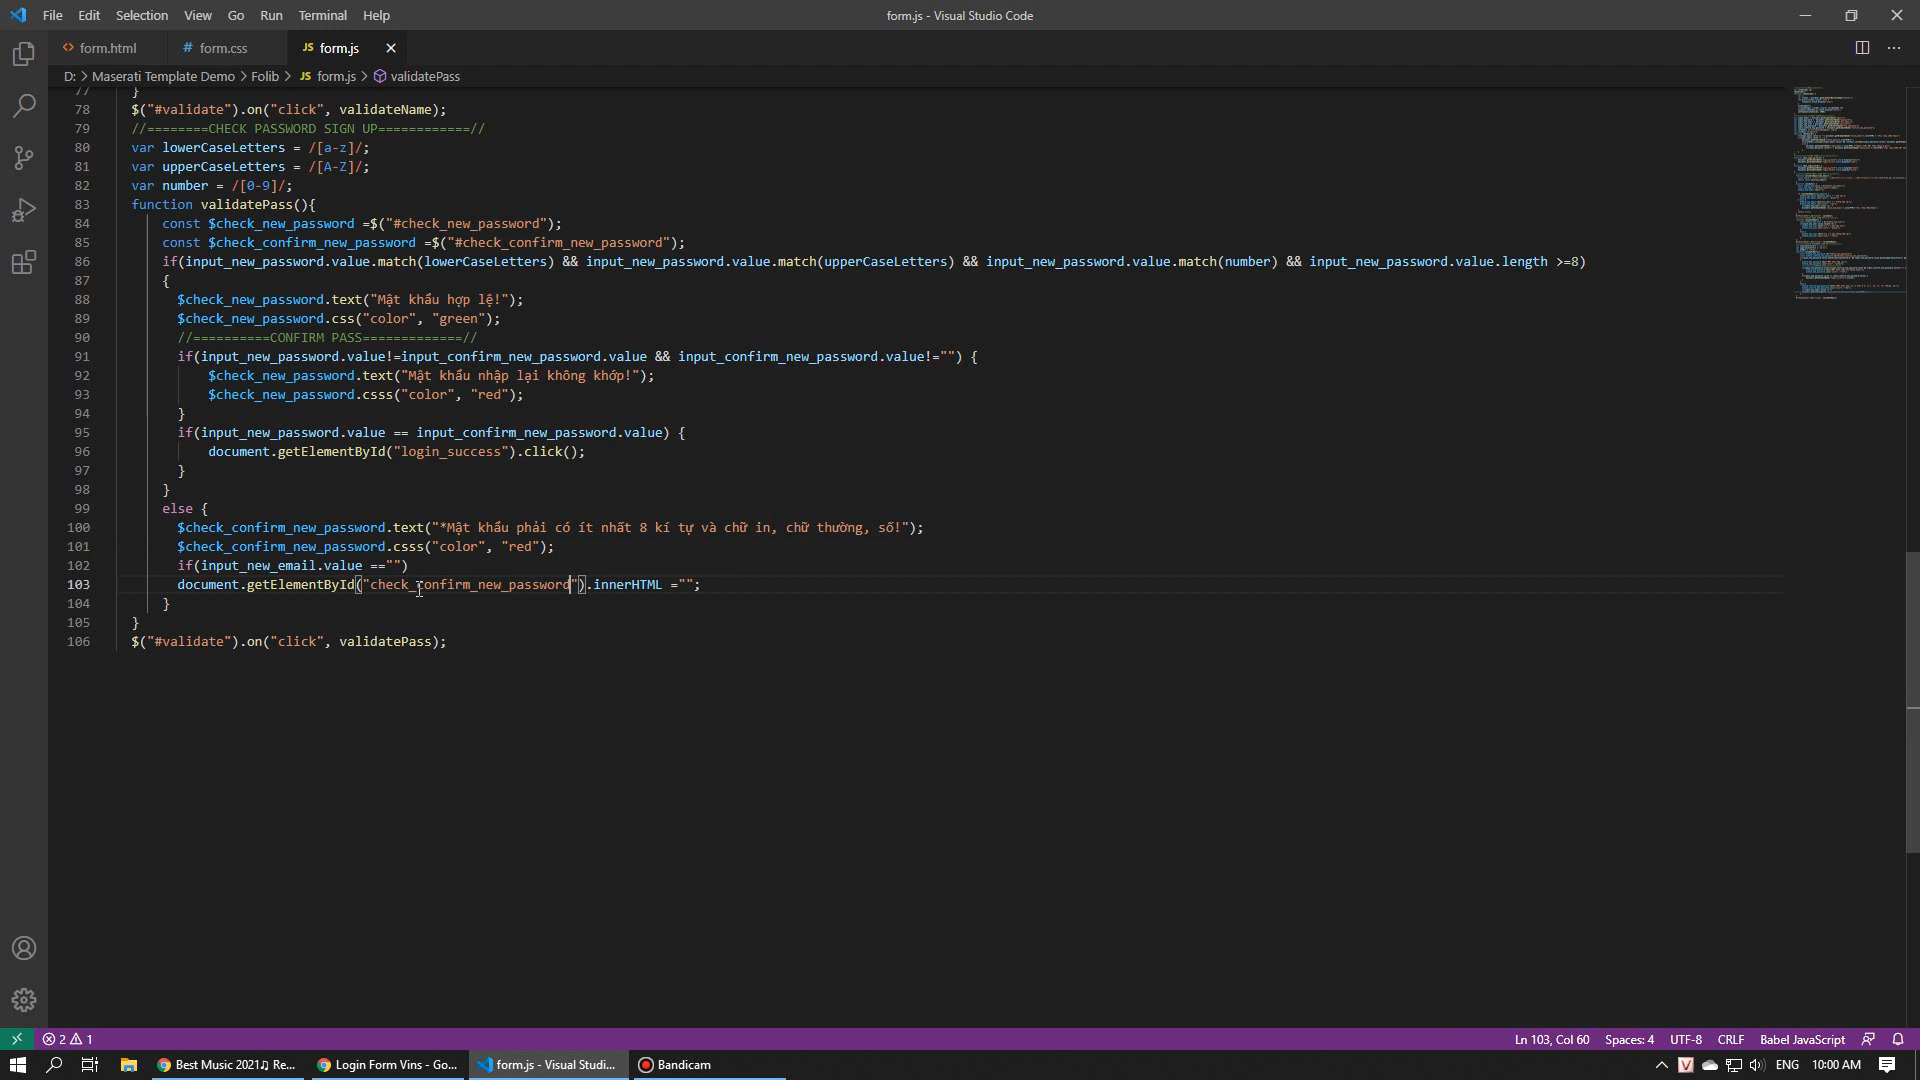 File Edit Selection View Go Run Terminal Help
form.js - Visual Studio Code
form.html
form.css
JS form.js
D: > Maserati Template Demo > Folib > JS form.js > validatePass
77 }
78 $("#validate").on("click", validateName);
79 //========CHECK PASSWORD SIGN UP============//
80 var lowerCaseLetters = /[a-z]/;
81 var upperCaseLetters = /[A-Z]/;
82 var number = /[0-9]/;
83 function validatePass(){
84 const $check_new_password =$("#check_new_password");
85 const $check_confirm_new_password =$("#check_confirm_new_password");
86 if(input_new_password.value.match(lowerCaseLetters) && input_new_password.value.match(upperCaseLetters) && input_new_password.value.match(number) && input_new_password.value.length >=8)
87 {
88 $check_new_password.text("Mật khẩu hợp lệ!");
89 $check_new_password.css("color", "green");
90 //==========CONFIRM PASS=============//
91 if(input_new_password.value!=input_confirm_new_password.value && input_confirm_new_password.value!="") {
92 $check_new_password.text("Mật khẩu nhập lại không khớp!");
93 $check_new_password.csss("color", "red");
94 }
95 if(input_new_password.value == input_confirm_new_password.value) {
96 document.getElementById("login_success").click();
97 }
98 }
99 else {
100 $check_confirm_new_password.text("*Mật khẩu phải có ít nhất 8 kí tự và chữ in, chữ thường, số!");
101 $check_confirm_new_password.csss("color", "red");
102 if(input_new_email.value =="")
103 document.getElementById("check_confirm_new_password").innerHTML ="";
104 }
105 }
106 $("#validate").on("click", validatePass);
2 1
Ln 103, Col 60 Spaces: 4 UTF-8 CRLF Babel JavaScript
Best Music 2021♫ Re...
Login Form Vins - Go...
form.js - Visual Studi...
Bandicam
V ENG 10:00 AM